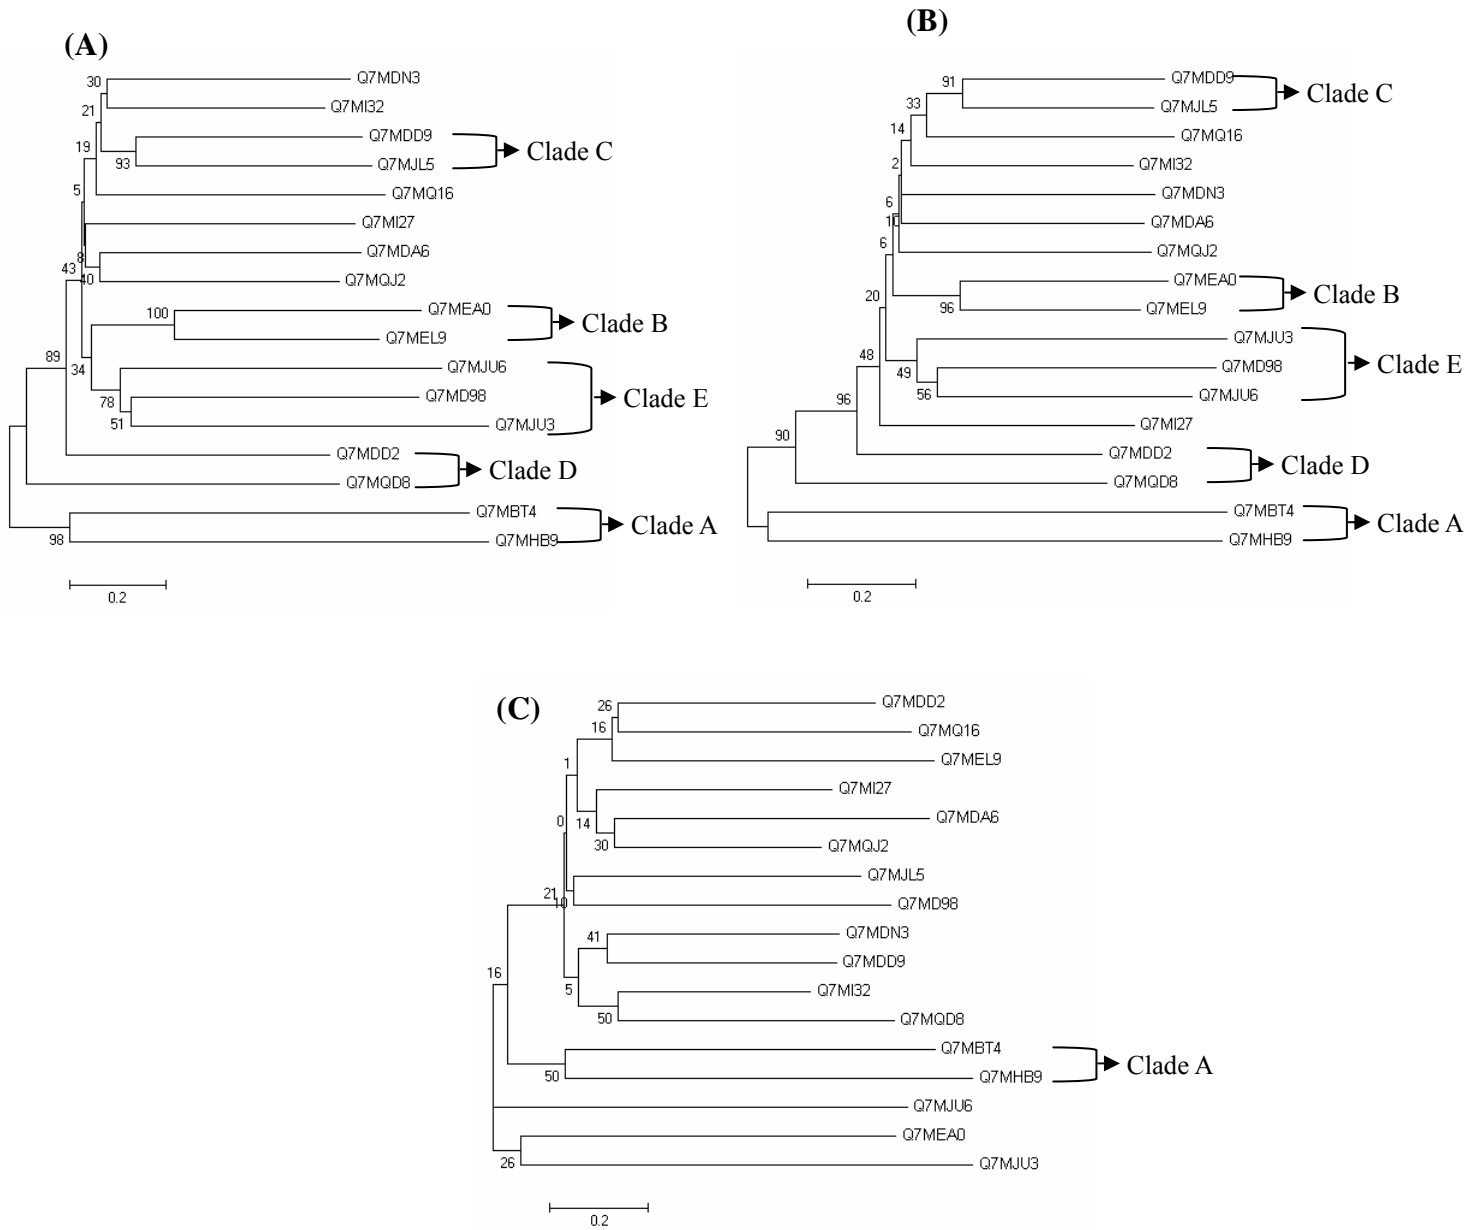 (A)
30
Q7MDN3
21
Q7MI32
19
Q7MDD9
93
Q7MJL5
Clade C
5
Q7MQ16
Q7MI27
8
Q7MDA6
43
40
Q7MQJ2
100
Q7MEA0
Q7MEL9
Clade B
89
34
Q7MJU6
78
Q7MD98
51
Q7MJU3
Clade E
Q7MDD2
Q7MQD8
Clade D
Q7MBT4
98
Q7MHB9
Clade A
0.2
(B)
91
Q7MDD9
33
Q7MJL5
Clade C
14
Q7MQ16
2
Q7MI32
6
Q7MDN3
10
Q7MDA6
6
Q7MQJ2
20
Q7MEA0
96
Q7MEL9
Clade B
48
Q7MJU3
49
Q7MD98
56
Q7MJU6
Clade E
96
Q7MI27
90
Q7MDD2
Q7MQD8
Clade D
Q7MBT4
Q7MHB9
Clade A
0.2
(C)
26
Q7MDD2
16
Q7MQ16
1
Q7MEL9
Q7MI27
0
14
Q7MDA6
30
Q7MQJ2
Q7MJL5
21
10
Q7MD98
41
Q7MDN3
Q7MDD9
16
5
Q7MI32
50
Q7MQD8
Q7MBT4
50
Q7MHB9
Clade A
Q7MJU6
Q7MEA0
26
Q7MJU3
0.2